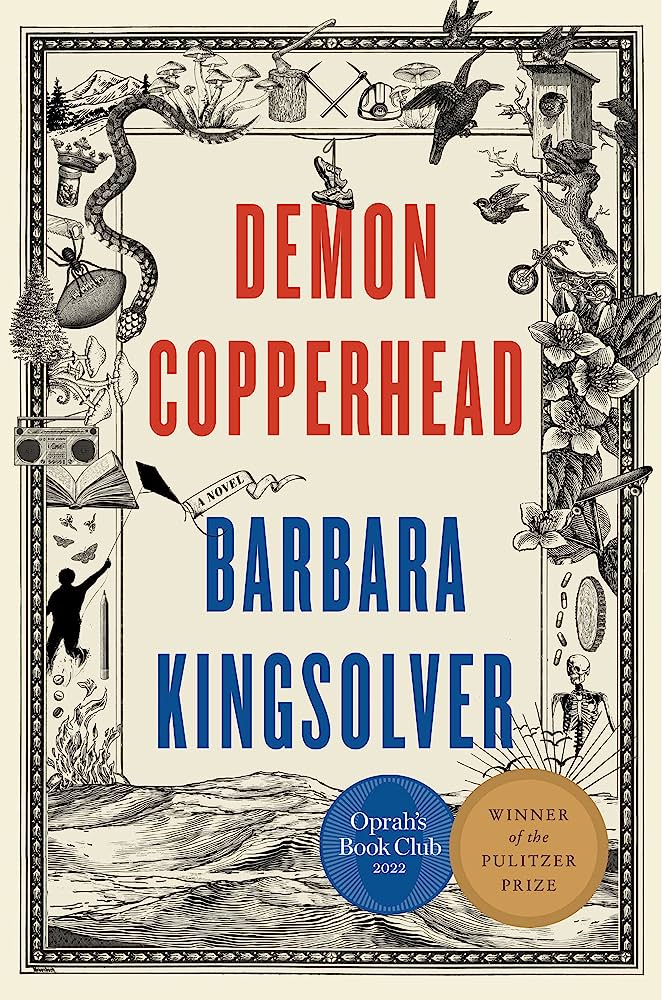 DEMON
COPPERHEAD
A NOVEL
BARBARA
KINGSOLVER
Oprah's
Book Club
2022
WINNER
of the
PULITZER
PRIZE